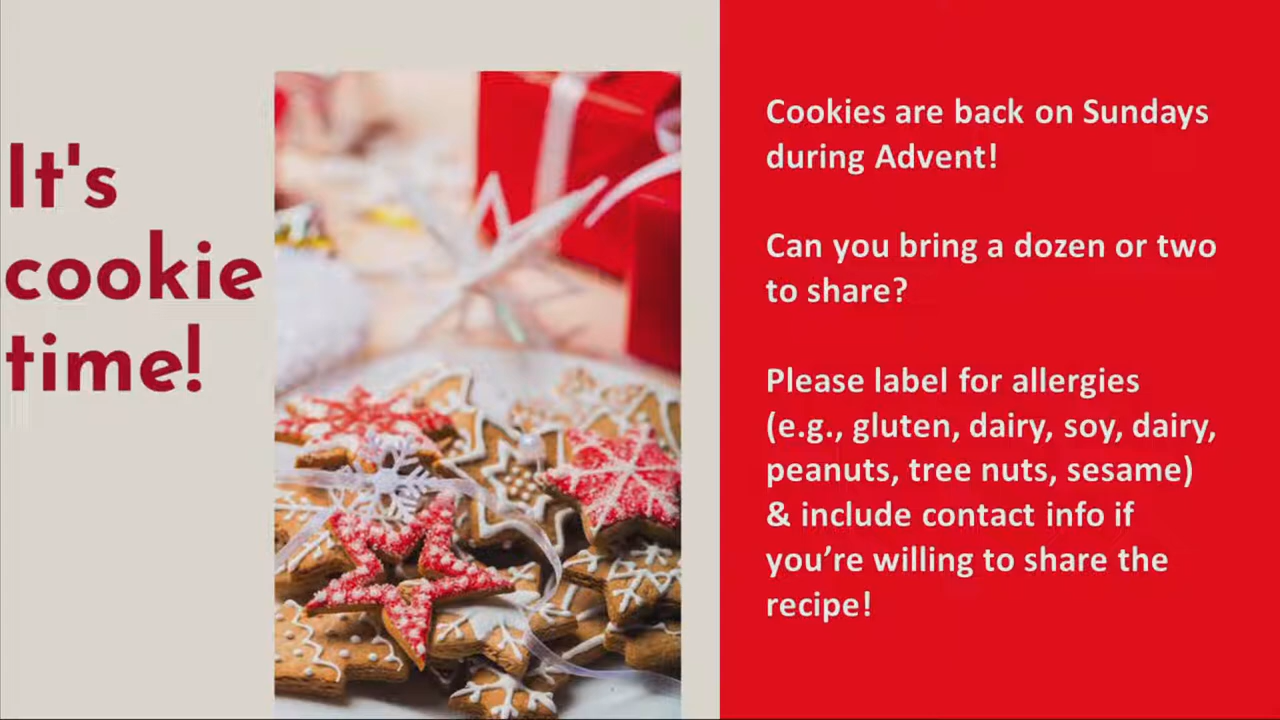 It's
cookie
time!
Cookies are back on Sundays
during Advent!
Can you bring a dozen or two
to share?
Please label for allergies
(e.g., gluten, dairy, soy, dairy,
peanuts, tree nuts, sesame)
& include contact info if
you’re willing to share the
recipe!